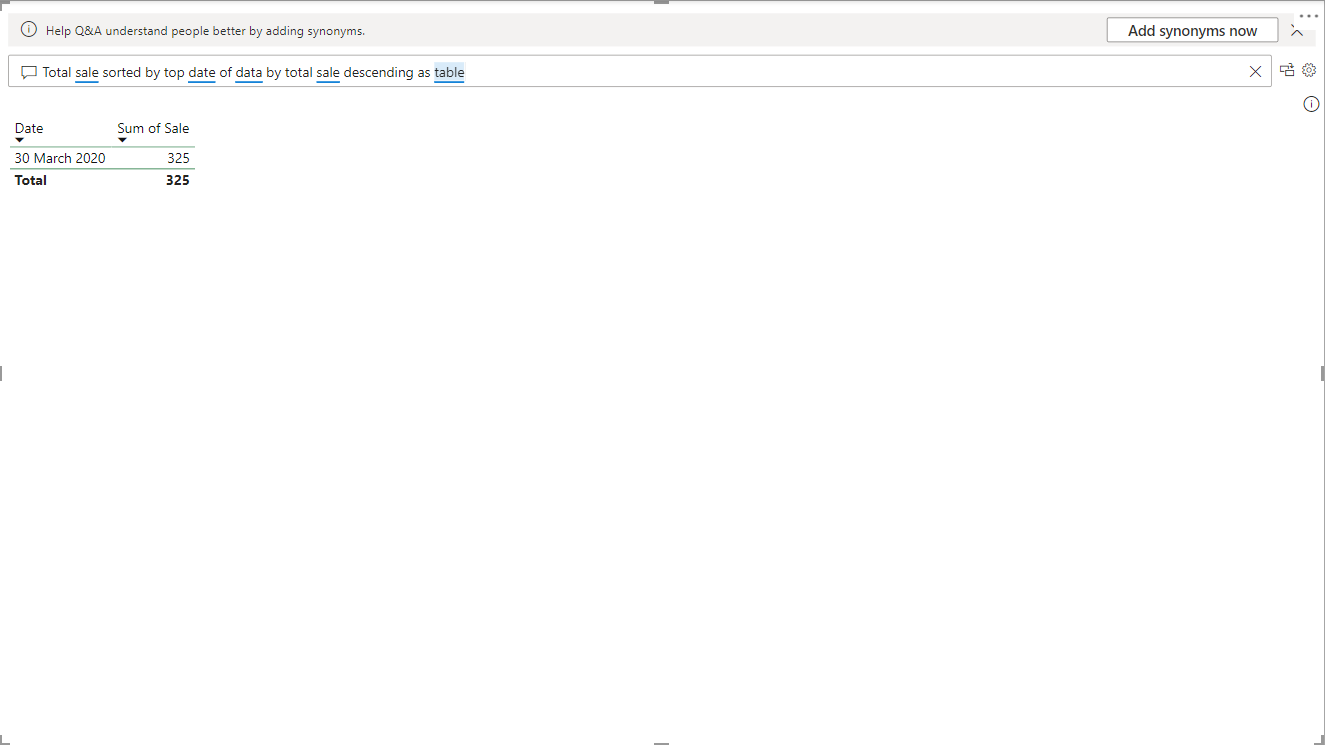 Help Q&A understand people better by adding synonyms.
Add synonyms now
Total sale sorted by top date of data by total sale descending as table
Date Sum of Sale
30 March 2020 325
Total 325